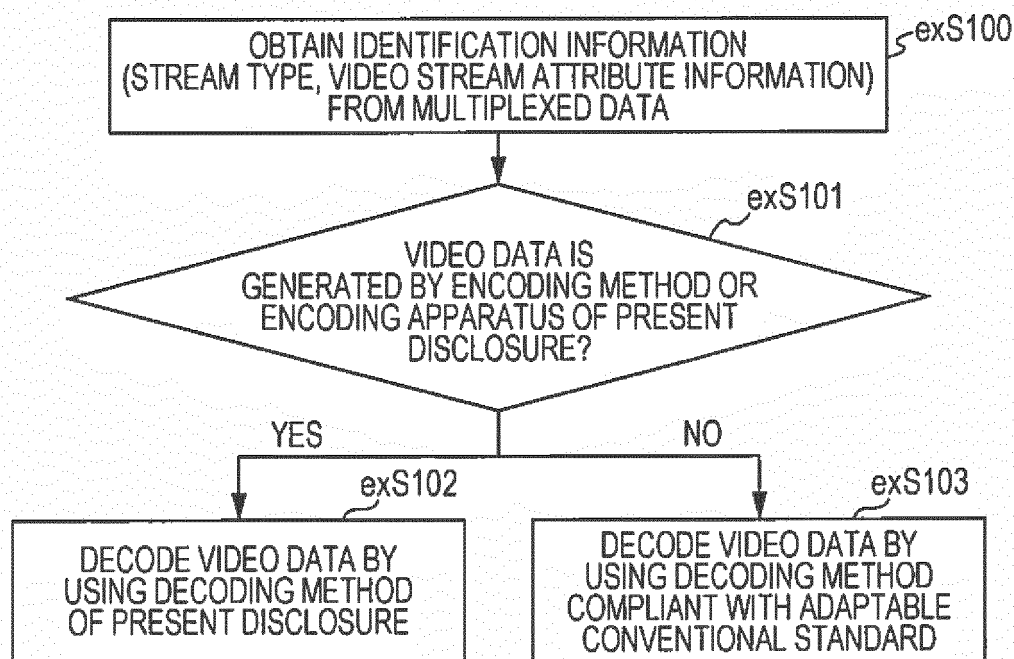 exS100
OBTAIN IDENTIFICATION INFORMATION
(STREAM TYPE, VIDEO STREAM ATTRIBUTE INFORMATION)
FROM MULTIPLEXED DATA
exS101
VIDEO DATA IS
GENERATED BY ENCODING METHOD OR
ENCODING APPARATUS OF PRESENT
DISCLOSURE?
YES
NO
exS102
DECODE VIDEO DATA BY
USING DECODING METHOD
OF PRESENT DISCLOSURE
exS103
DECODE VIDEO DATA BY
USING DECODING METHOD
COMPLIANT WITH ADAPTABLE
CONVENTIONAL STANDARD